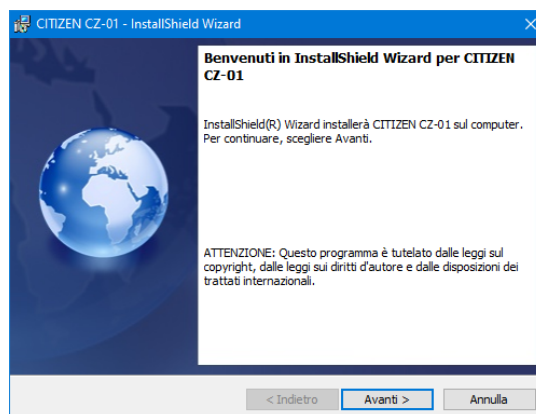 CITIZEN CZ-01 - InstallShield Wizard
Benvenuti in InstallShield Wizard per CITIZEN
CZ-01
InstallShield(R) Wizard installerà CITIZEN CZ-01 sul computer.
Per continuare, scegliere Avanti.
ATTENZIONE: Questo programma è tutelato dalle leggi sul
copyright, dalle leggi sui diritti d'autore e dalle disposizioni dei
trattati internazionali.
< Indietro
Avanti >
Annulla